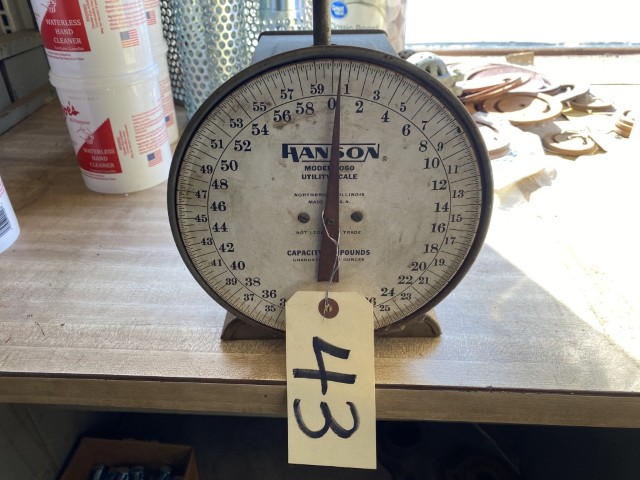 WATERLESS
HAND
CLEANER
WATERLESS
HAND CLEANER
59 1
57 3
55 58 0 2 5
53 56 4 7
54 6
51 52 8 9
50 HANSON 10 11
49 MODEL 2060 13
48 UTILITY SCALE 12
47 15
46 NORTHBROOK, ILLINOIS 14
45 MADE IN U.S.A. 17
44 16
43 NOT LEGAL FOR TRADE 19
42 18
41 CAPACITY POUNDS 21
40 OUNCES 20
39 38 22 23
37 36 26 24 25
35
43